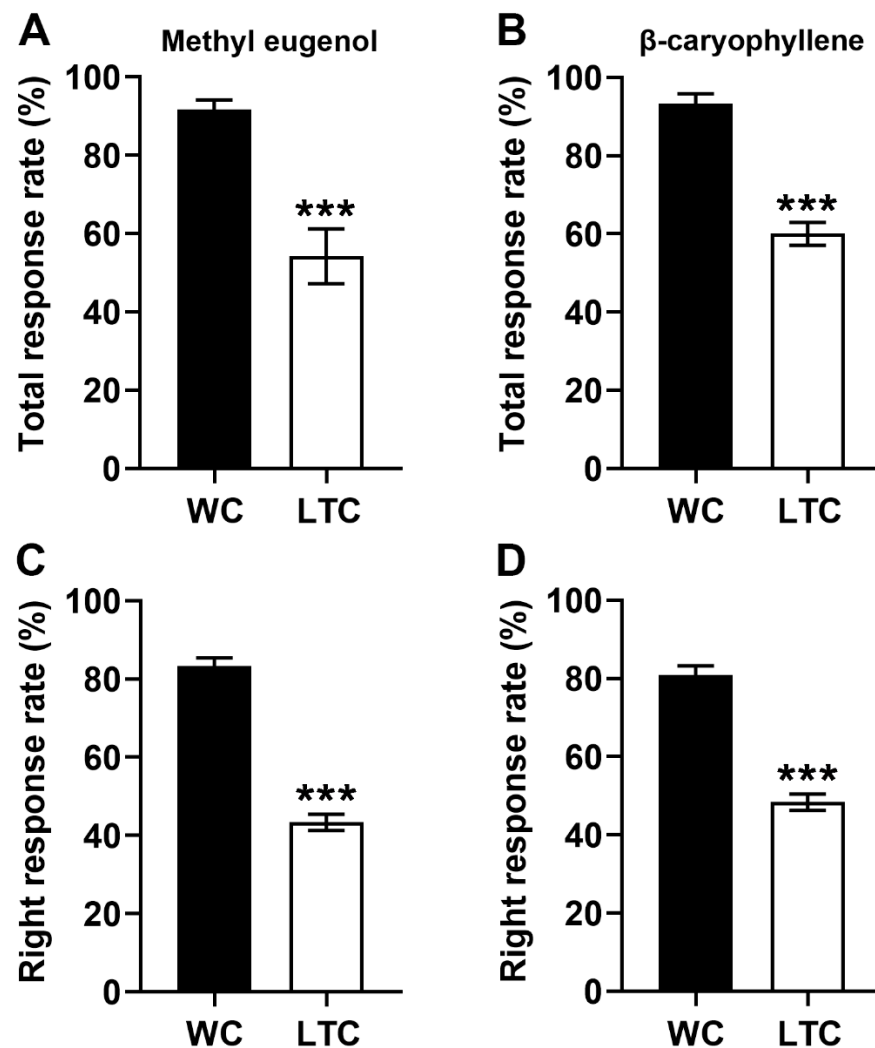 A
Methyl eugenol
Total response rate (%)
100
80
60
40
20
0
***
WC LTC
B
β-caryophyllene
Total response rate (%)
100
80
60
40
20
0
***
WC LTC
C
Right response rate (%)
100
80
60
40
20
0
***
WC LTC
D
Right response rate (%)
100
80
60
40
20
0
***
WC LTC